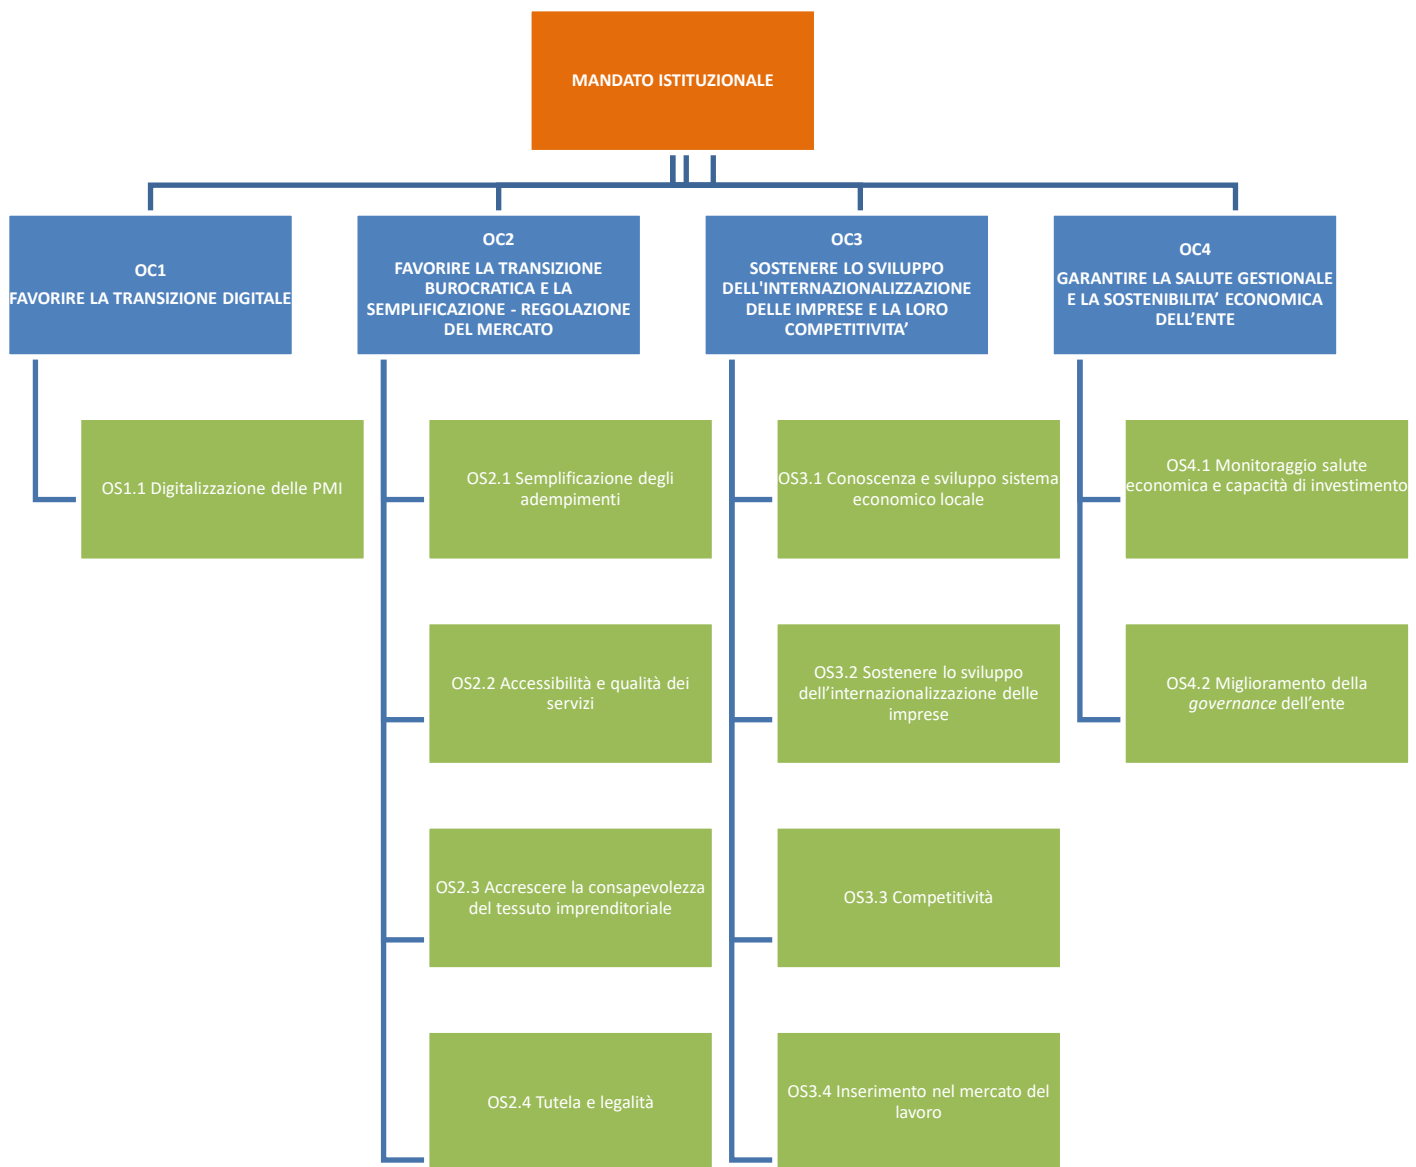 MANDATO ISTITUZIONALE
OC1
FAVORIRE LA TRANSIZIONE DIGITALE
OC2
FAVORIRE LA TRANSIZIONE
BUROCRATICA E LA
SEMPLIFICAZIONE - REGOLAZIONE
DEL MERCATO
OC3
SOSTENERE LO SVILUPPO
DELL'INTERNAZIONALIZZAZIONE
DELLE IMPRESE E LA LORO
COMPETITIVITA’
OC4
GARANTIRE LA SALUTE GESTIONALE
E LA SOSTENIBILITA’ ECONOMICA
DELL’ENTE
OS1.1 Digitalizzazione delle PMI
OS2.1 Semplificazione degli
adempimenti
OS3.1 Conoscenza e sviluppo sistema
economico locale
OS4.1 Monitoraggio salute
economica e capacità di investimento
OS2.2 Accessibilità e qualità dei
servizi
OS3.2 Sostenere lo sviluppo
dell’internazionalizzazione delle
imprese
OS4.2 Miglioramento della
governance dell’ente
OS2.3 Accrescere la consapevolezza
del tessuto imprenditoriale
OS3.3 Competitività
OS2.4 Tutela e legalità
OS3.4 Inserimento nel mercato del
lavoro